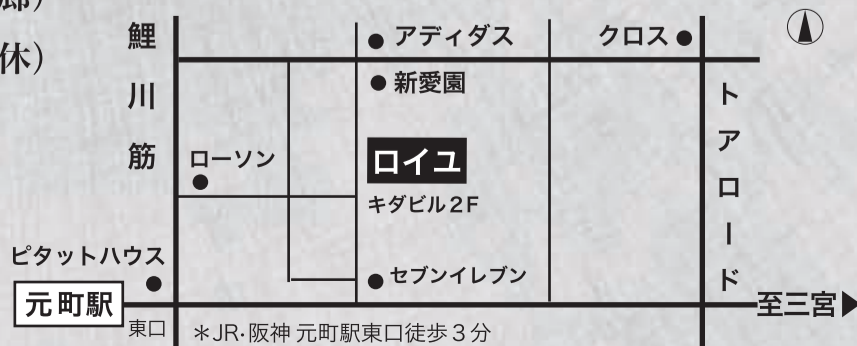 休)
鯉川筋
アディダス
クロス
新愛園
トアロード
ローソン
ロイユ
キダビル2F
ピタットハウス
セブンイレブン
元町駅
至三宮
東口
＊JR·阪神 元町駅東口徒歩3分